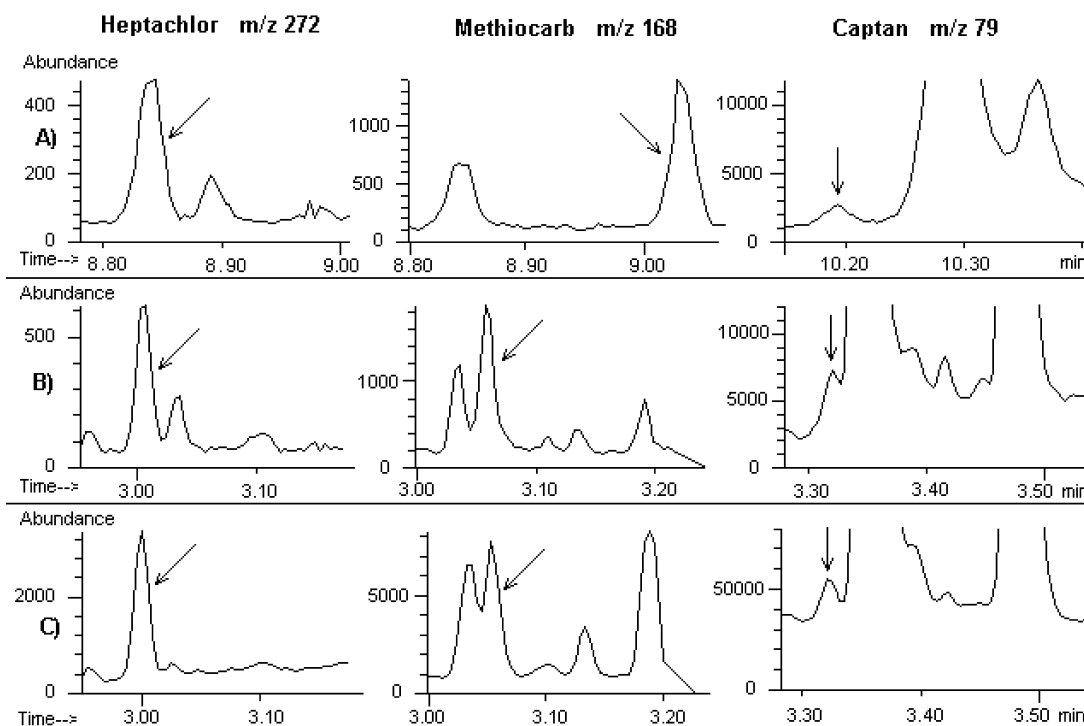 Heptachlor m/z 272 Methiocarb m/z 168 Captan m/z 79
Abundance
A)
400
200
0
Time-->
8.80 8.90 9.00
1000
500
0
8.80 8.90 9.00
10000
5000
0
10.20 10.30 min
Abundance
B)
500
0
Time-->
3.00 3.10
1000
0
3.00 3.10 3.20
10000
5000
0
3.30 3.40 3.50 min
Abundance
C)
2000
0
Time-->
3.00 3.10
5000
0
3.00 3.10 3.20
50000
0
3.30 3.40 3.50 min